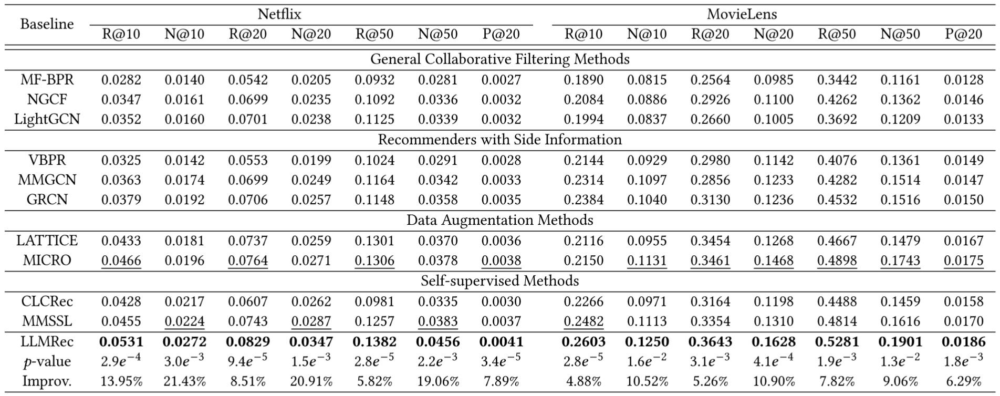 Baseline Netflix MovieLens
R@10 N@10 R@20 N@20 R@50 N@50 P@20 R@10 N@10 R@20 N@20 R@50 N@50 P@20
General Collaborative Filtering Methods
MF-BPR 0.0282 0.0140 0.0542 0.0205 0.0932 0.0281 0.0027 0.1890 0.0815 0.2564 0.0985 0.3442 0.1161 0.0128
NGCF 0.0347 0.0161 0.0699 0.0235 0.1092 0.0336 0.0032 0.2084 0.0886 0.2926 0.1100 0.4262 0.1362 0.0146
LightGCN 0.0352 0.0160 0.0701 0.0238 0.1125 0.0339 0.0032 0.1994 0.0837 0.2660 0.1005 0.3692 0.1209 0.0133
Recommenders with Side Information
VBPR 0.0325 0.0142 0.0553 0.0199 0.1024 0.0291 0.0028 0.2144 0.0929 0.2980 0.1142 0.4076 0.1361 0.0149
MMGCN 0.0363 0.0174 0.0699 0.0249 0.1164 0.0342 0.0033 0.2314 0.1097 0.2856 0.1233 0.4282 0.1514 0.0147
GRCN 0.0379 0.0192 0.0706 0.0257 0.1148 0.0358 0.0035 0.2384 0.1040 0.3130 0.1236 0.4532 0.1516 0.0150
Data Augmentation Methods
LATTICE 0.0433 0.0181 0.0737 0.0259 0.1301 0.0370 0.0036 0.2116 0.0955 0.3454 0.1268 0.4667 0.1479 0.0167
MICRO 0.0466 0.0196 0.0764 0.0271 0.1306 0.0378 0.0038 0.2150 0.1131 0.3461 0.1468 0.4898 0.1743 0.0175
Self-supervised Methods
CLCRec 0.0428 0.0217 0.0607 0.0262 0.0981 0.0335 0.0030 0.2266 0.0971 0.3164 0.1198 0.4488 0.1459 0.0158
MMSSL 0.0455 0.0224 0.0743 0.0287 0.1257 0.0383 0.0037 0.2482 0.1113 0.3354 0.1310 0.4814 0.1616 0.0170
LLMRec 0.0531 0.0272 0.0829 0.0347 0.1382 0.0456 0.0041 0.2603 0.1250 0.3643 0.1628 0.5281 0.1901 0.0186
p-value 2.9e⁻⁴ 3.0e⁻³ 9.4e⁻⁵ 1.5e⁻³ 2.8e⁻⁵ 2.2e⁻³ 3.4e⁻⁵ 2.8e⁻⁵ 1.6e⁻² 3.1e⁻³ 4.1e⁻⁴ 1.9e⁻³ 1.3e⁻² 1.8e⁻³
Improv. 13.95% 21.43% 8.51% 20.91% 5.82% 19.06% 7.89% 4.88% 10.52% 5.26% 10.90% 7.82% 9.06% 6.29%